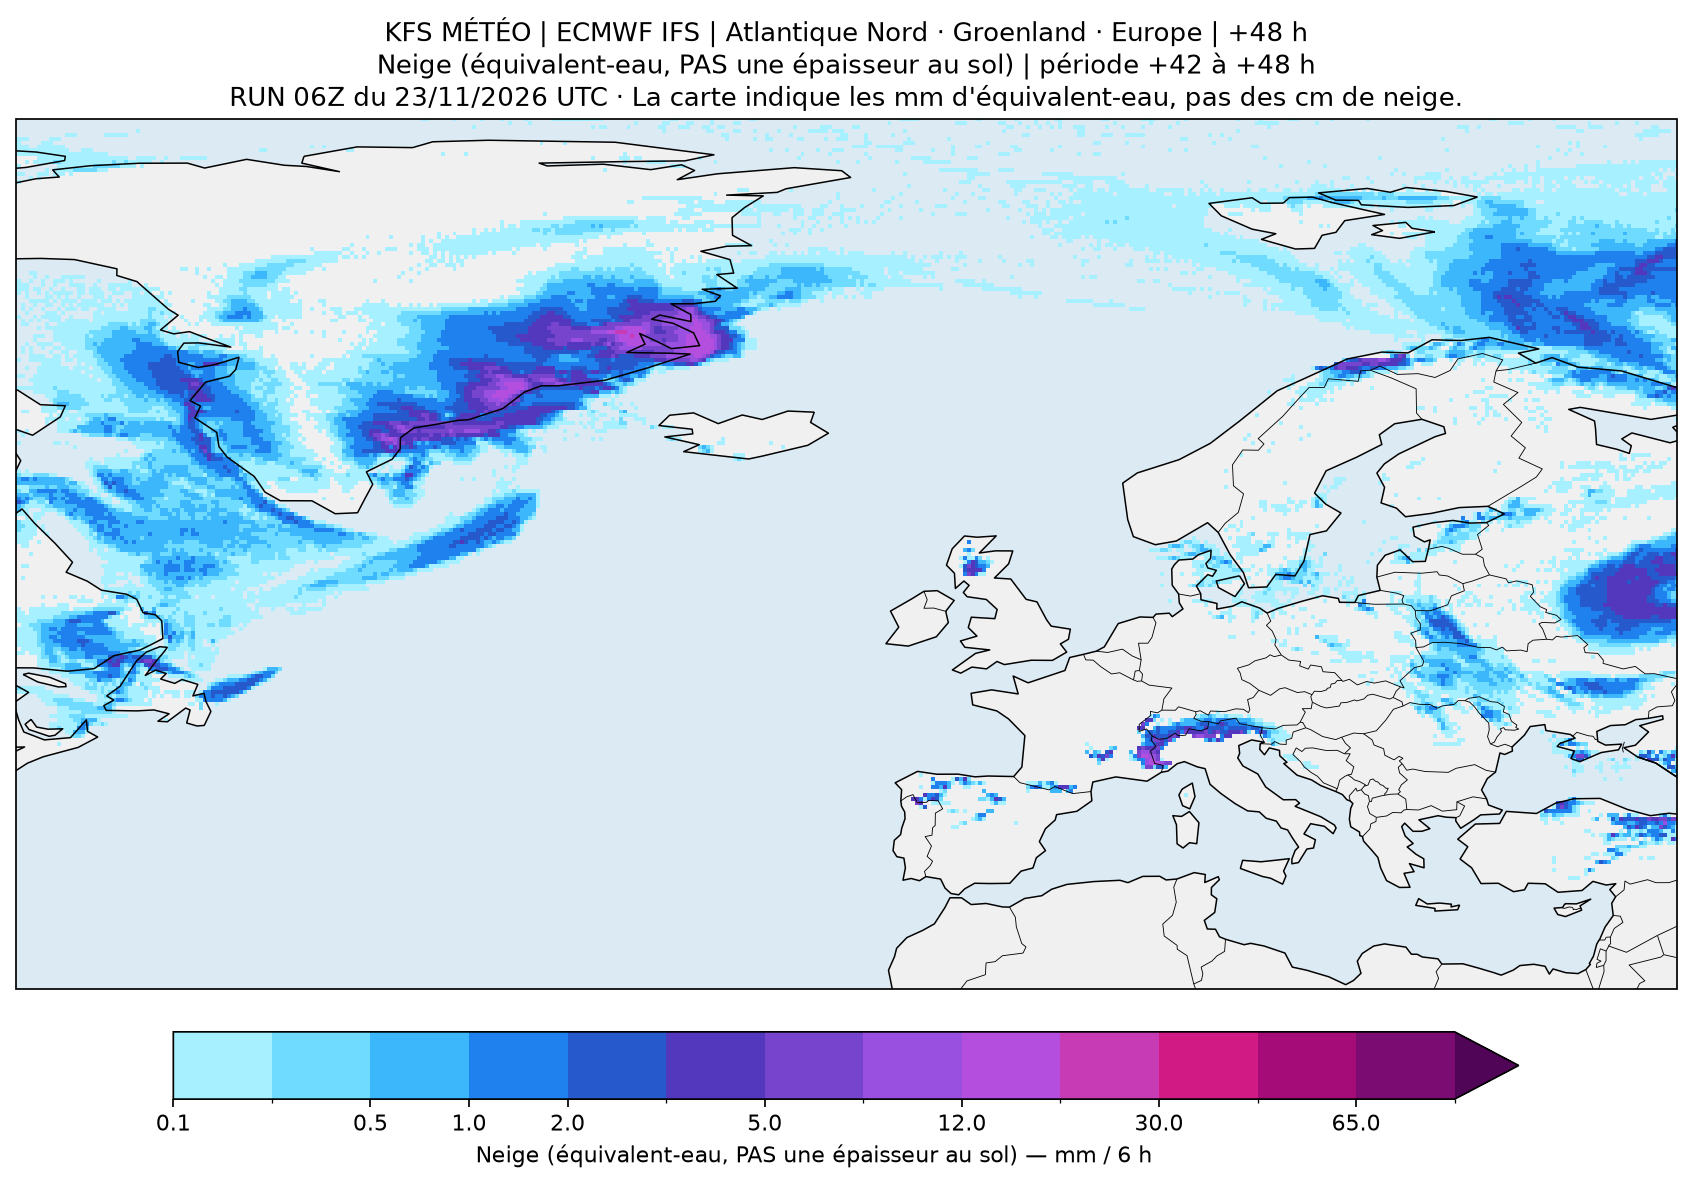 KFS MÉTÉO | ECMWF IFS | Atlantique Nord · Groenland · Europe | +48 h
Neige (équivalent-eau, PAS une épaisseur au sol) | période +42 à +48 h
RUN 06Z du 23/11/2026 UTC · La carte indique les mm d'équivalent-eau, pas des cm de neige.
0.1 0.5 1.0 2.0 5.0 12.0 30.0 65.0
Neige (équivalent-eau, PAS une épaisseur au sol) — mm / 6 h